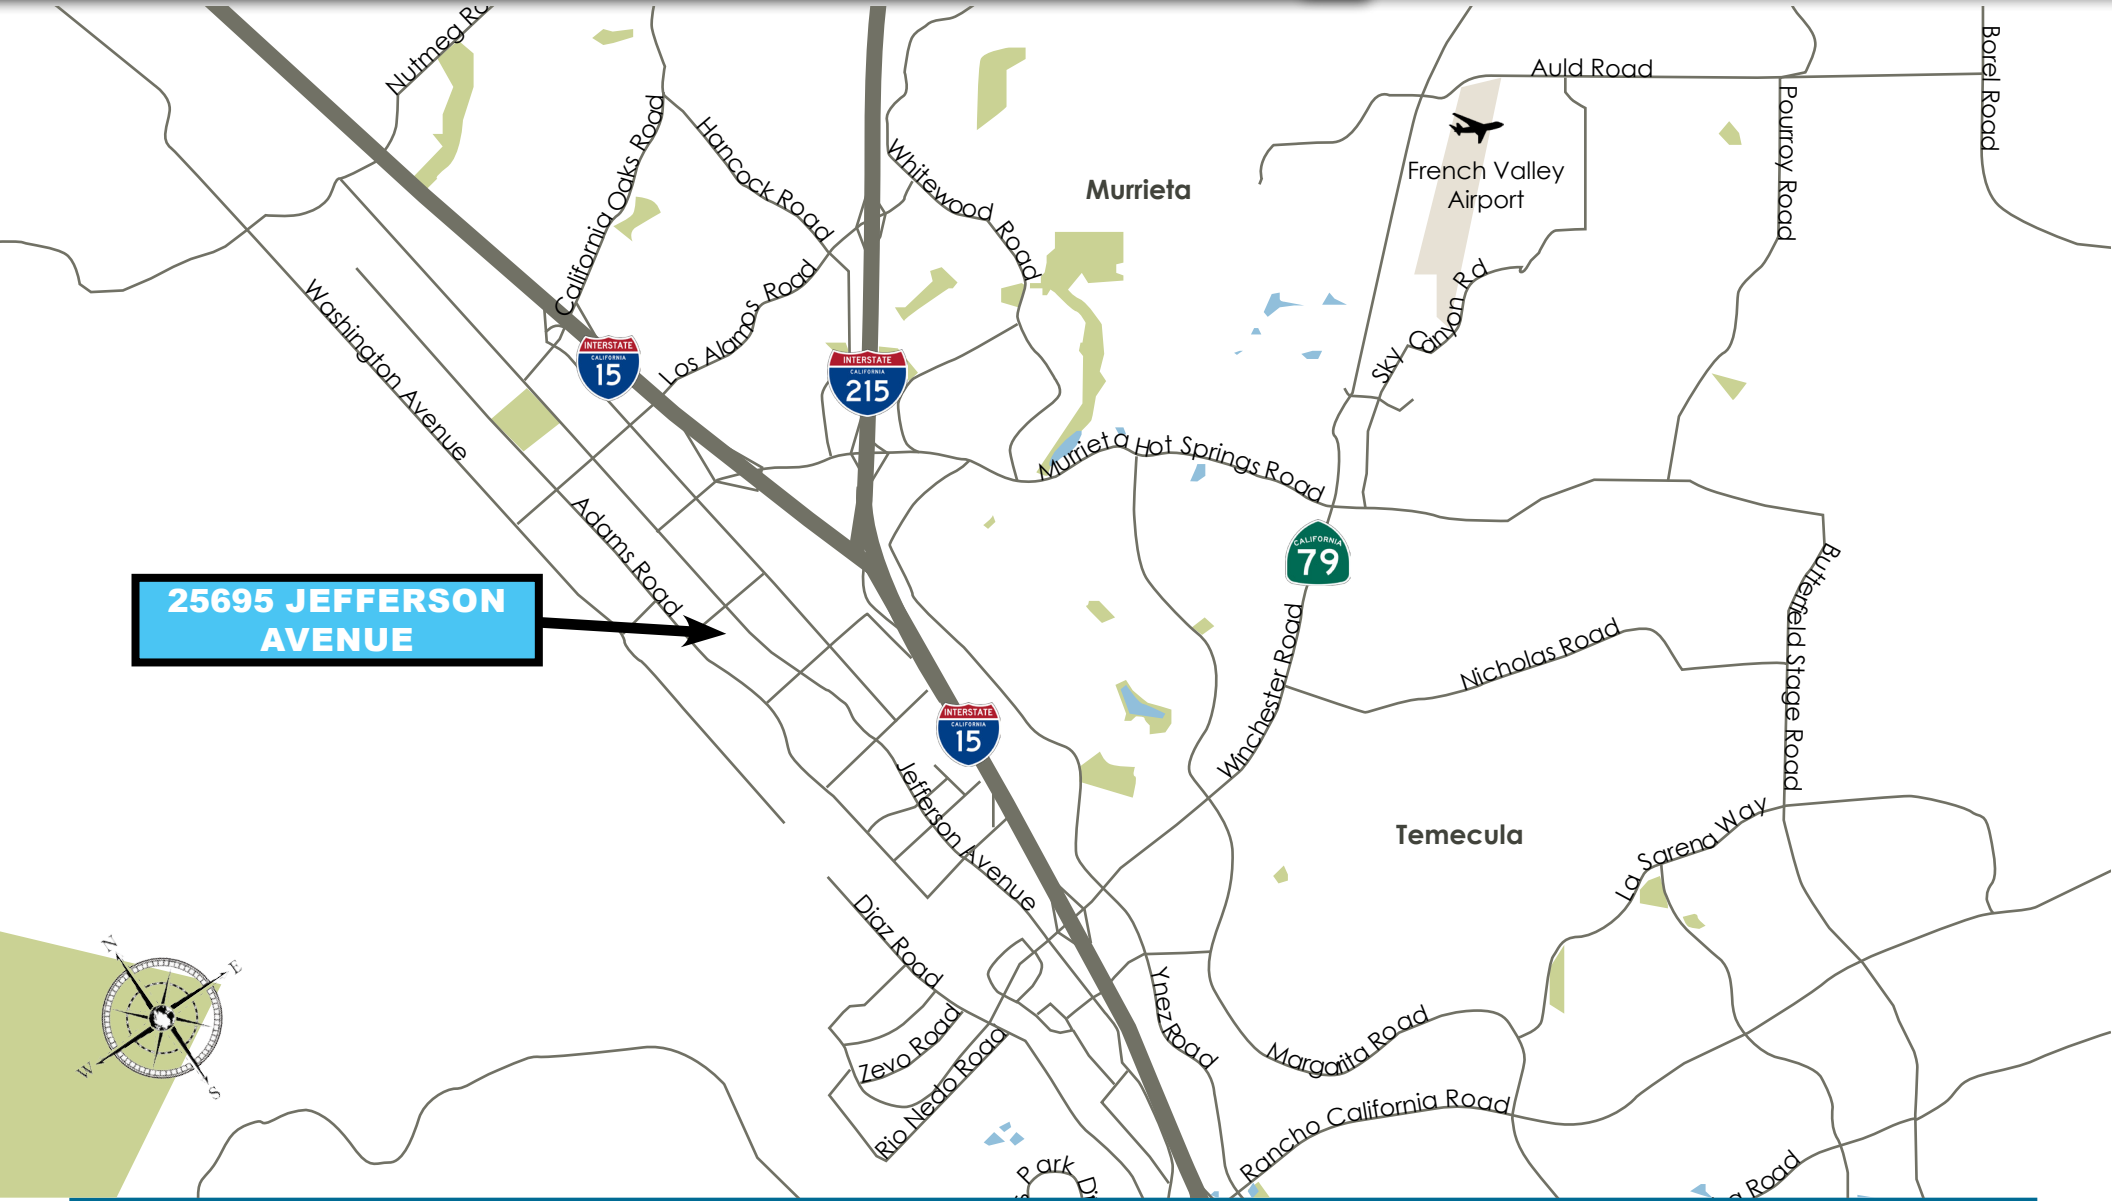 Nutmeg Rd
California Oaks Road
Hancock Road
Whitewood Road
Murrieta
Auld Road
Borel Road
Pourroy Road
French Valley
Airport
Washington Avenue
Los Alamos Road
INTERSTATE
CALIFORNIA
15
INTERSTATE
CALIFORNIA
215
Sky Canyon Rd
Murrieta Hot Springs Road
Adams Road
CALIFORNIA
79
Butterfield Stage Road
25695 JEFFERSON
AVENUE
Winchester Road
Nicholas Road
INTERSTATE
CALIFORNIA
15
Jefferson Avenue
Temecula
La Sarena Way
Diaz Road
N
E
W
S
Ynez Road
Zevo Road
Rio Nedo Road
Margarita Road
Rancho California Road
Park
Road